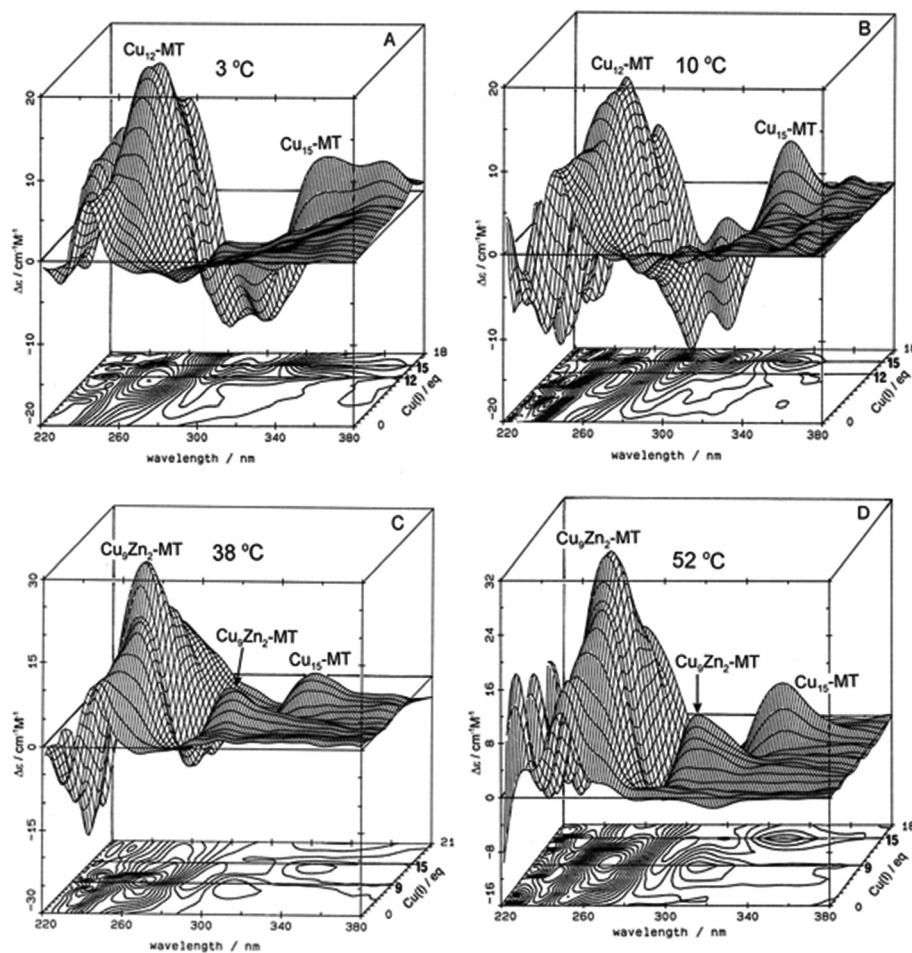 A
Cu₁₂-MT
3 ºC
20
Cu₁₅-MT
10
0
Δε / cm⁻¹M⁻¹
-10
-20
18
15
12
Cu(I) / eq
0
220 260 300 340 380
wavelength / nm
B
Cu₁₂-MT
10 ºC
20
Cu₁₅-MT
10
0
Δε / cm⁻¹M⁻¹
-10
-20
15
12
Cu(I) / eq
0
220 260 300 340 380
wavelength / nm
C
Cu₉Zn₂-MT
38 ºC
30
Cu₉Zn₂-MT
Cu₁₅-MT
15
0
Δε / cm⁻¹M⁻¹
-15
-30
21
15
9
Cu(I) / eq
0
220 260 300 340 380
wavelength / nm
D
Cu₉Zn₂-MT
52 ºC
32
24
Cu₉Zn₂-MT
Cu₁₅-MT
16
8
0
Δε / cm⁻¹M⁻¹
-8
-16
18
15
9
Cu(I) / eq
0
220 260 300 340 380
wavelength / nm